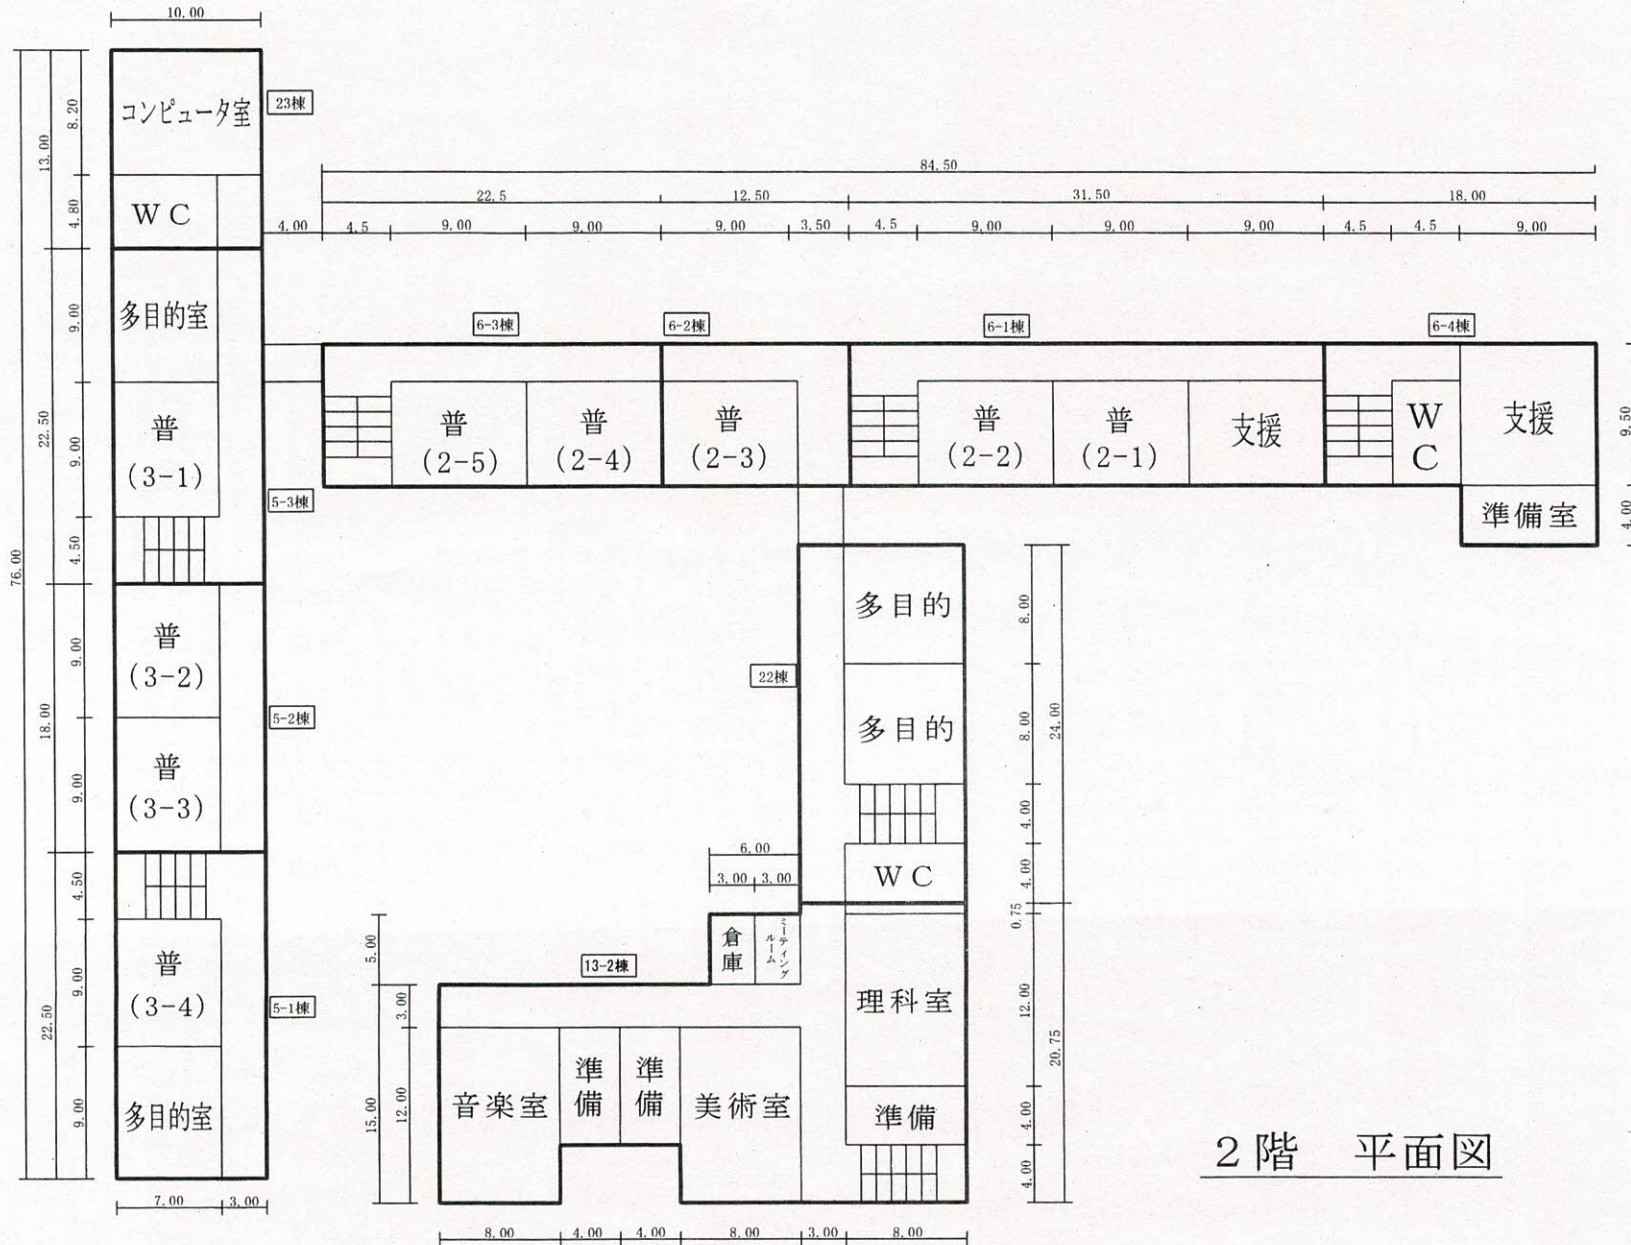 10.00
コンピュータ室
23棟
8.20
13.00
WC
4.80
84.50
22.5
12.50
31.50
18.00
4.00
4.5
9.00
9.00
9.00
3.50
4.5
9.00
9.00
9.00
4.5
4.5
9.00
多目的室
9.00
6-3棟
6-2棟
6-1棟
6-4棟
普
(3-1)
9.00
22.50
5-3棟
4.50
76.00
普
(2-5)
普
(2-4)
普
(2-3)
普
(2-2)
普
(2-1)
支援
WC
支援
準備室
9.50
4.00
普
(3-2)
9.00
18.00
5-2棟
普
(3-3)
9.00
4.50
普
(3-4)
9.00
22.50
5-1棟
多目的室
9.00
7.00
3.00
多目的
8.00
22棟
多目的
8.00
24.00
4.00
WC
4.00
6.00
3.00
3.00
0.75
倉庫
ミーティング
ルーム
5.00
13-2棟
3.00
理科室
12.00
20.75
音楽室
準備
準備
美術室
15.00
12.00
準備
4.00
4.00
8.00
4.00
4.00
8.00
3.00
8.00
2階 平面図